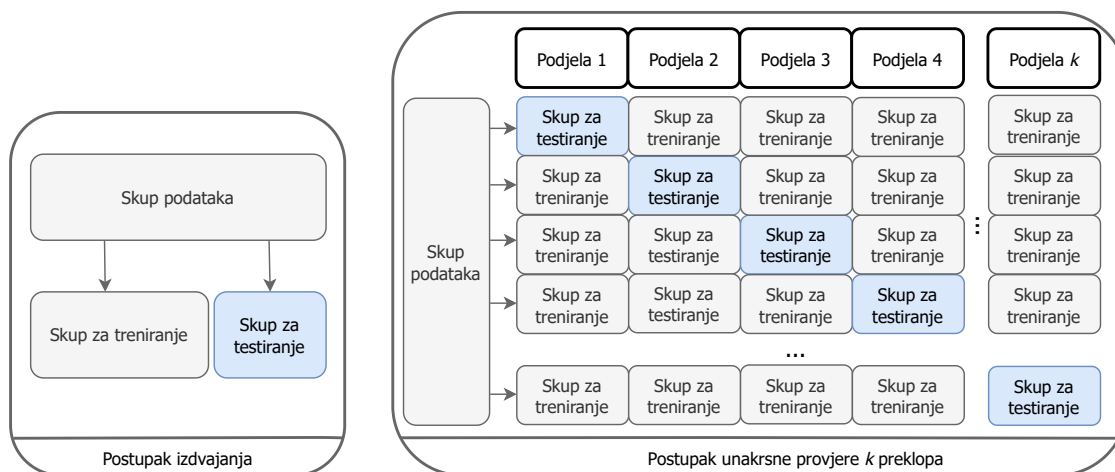 Skup podataka
Skup za treniranje
Skup za
testiranje
Postupak izdvajanja
Podjela 1
Podjela 2
Podjela 3
Podjela 4
Podjela k
Skup
podataka
Skup za
testiranje
Skup za
treniranje
Skup za
treniranje
Skup za
treniranje
Skup za
treniranje
Skup za
treniranje
Skup za
testiranje
Skup za
treniranje
Skup za
treniranje
Skup za
treniranje
Skup za
treniranje
Skup za
testiranje
Skup za
testiranje
Skup za
treniranje
Skup za
treniranje
Skup za
treniranje
Skup za
testiranje
Skup za
treniranje
Skup za
testiranje
Skup za
treniranje
...
...
Skup za
treniranje
Skup za
treniranje
Skup za
treniranje
Skup za
treniranje
Skup za
testiranje
Postupak unakrsne provjere k preklopa